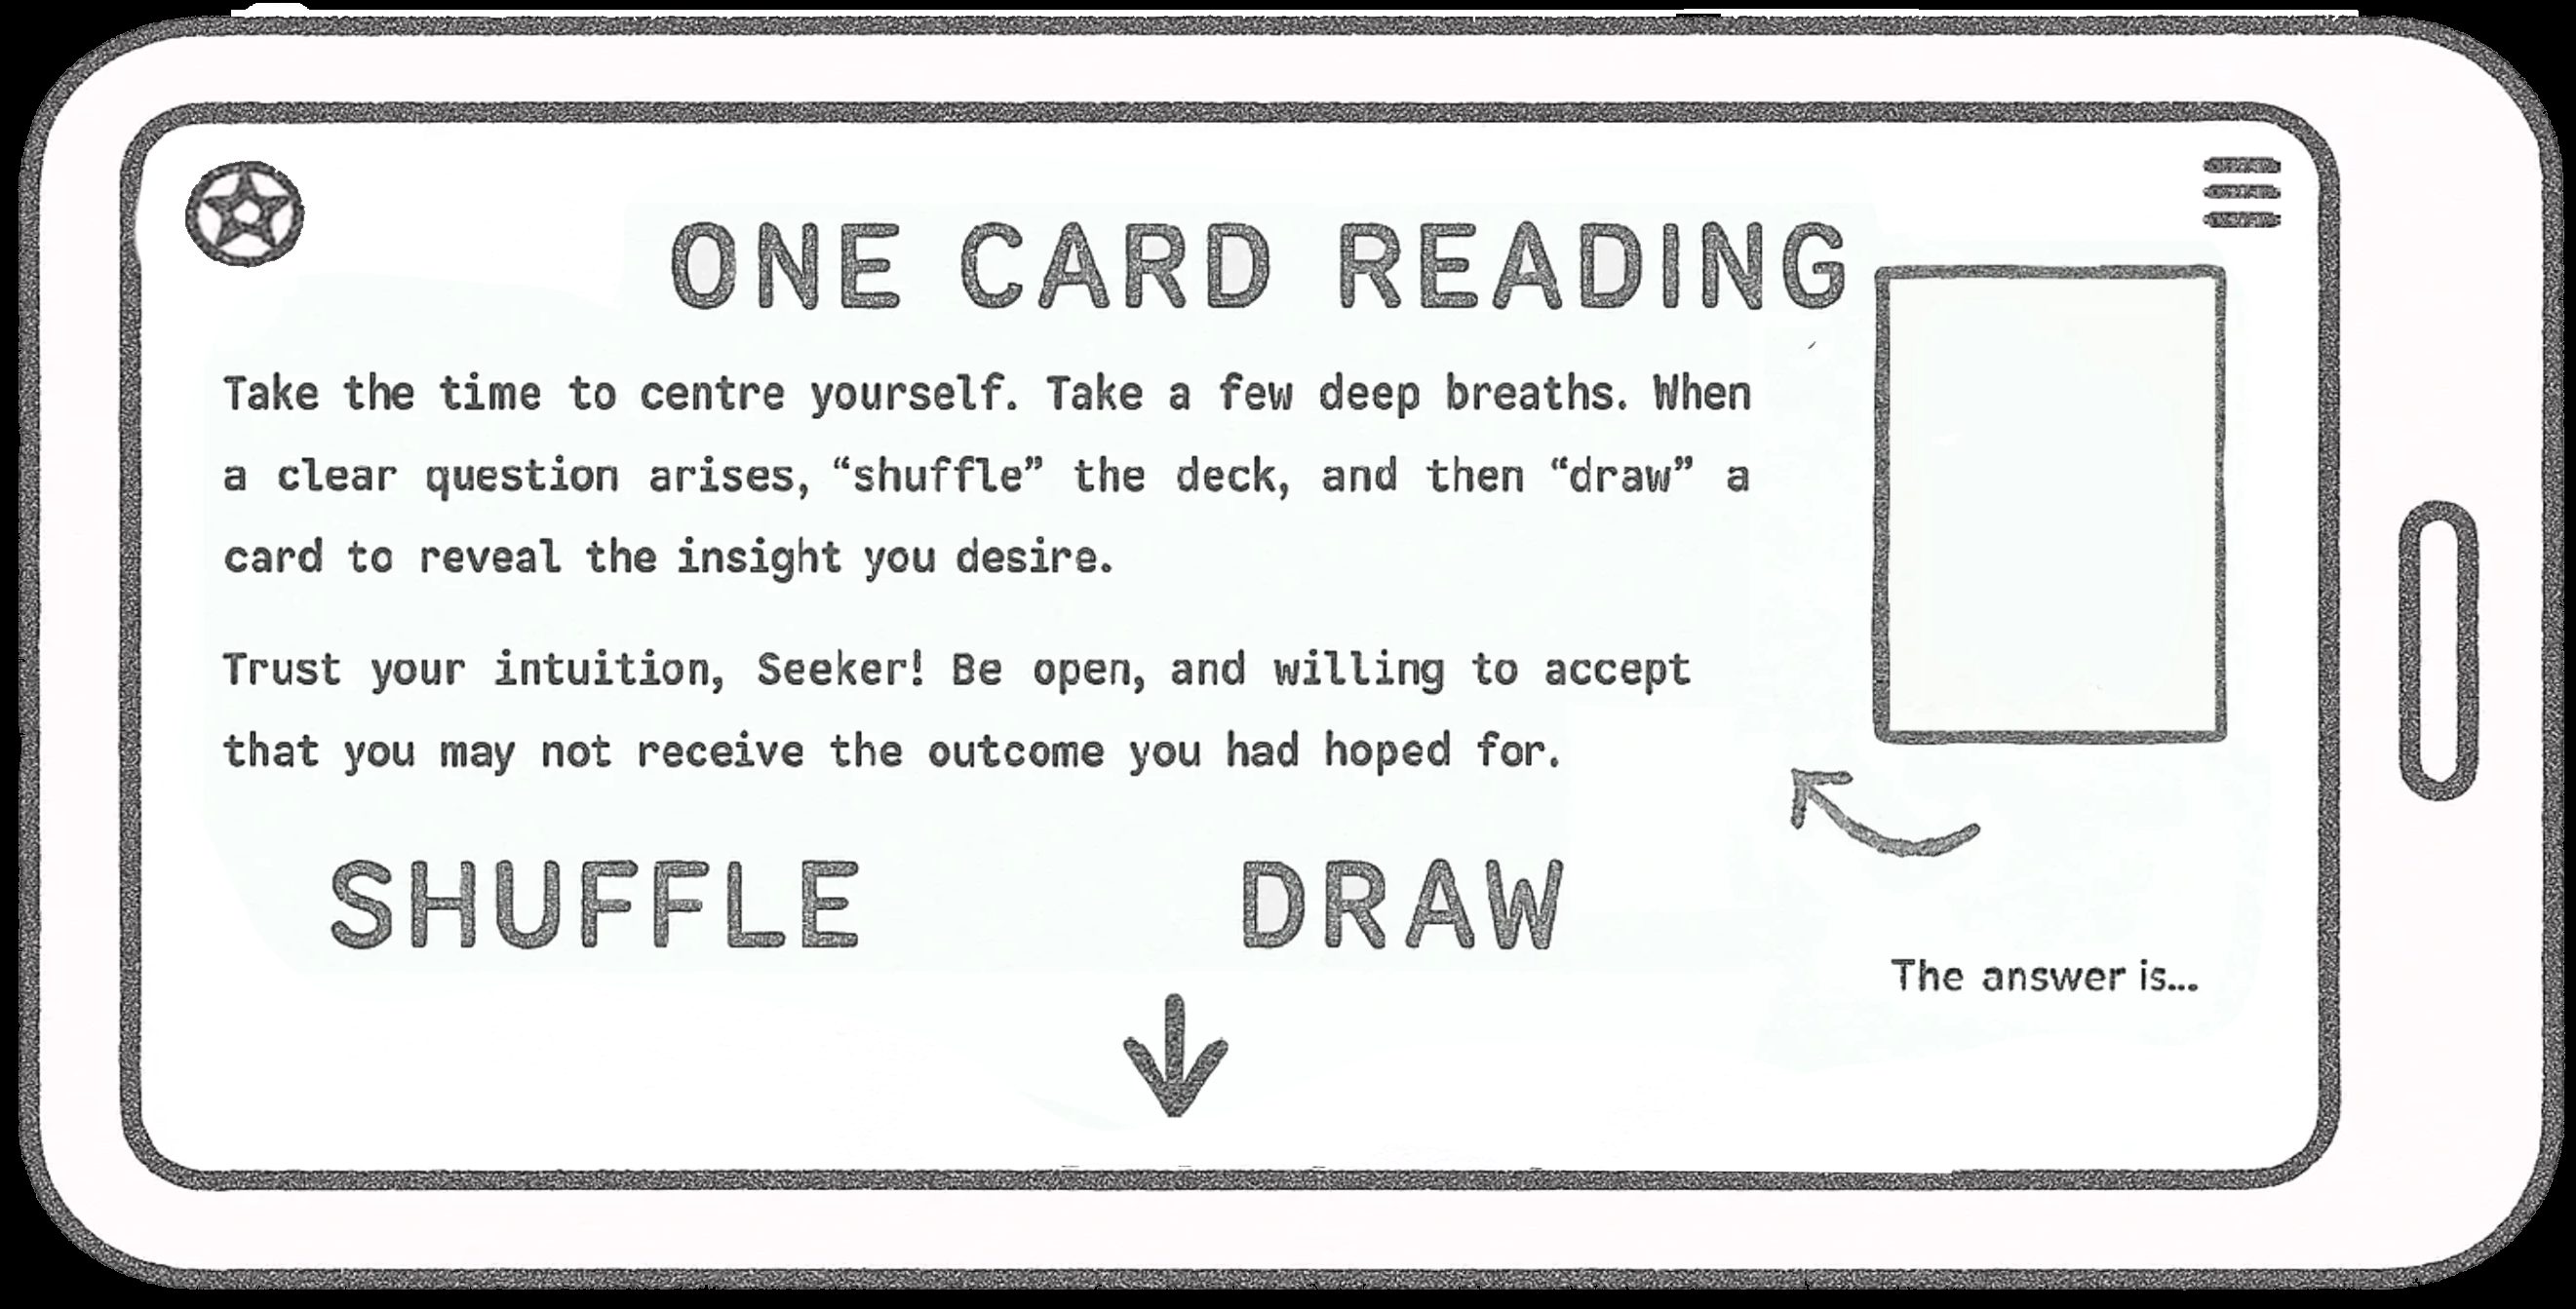 ONE CARD READING
Take the time to centre yourself. Take a few deep breaths. When
a clear question arises, “shuffle” the deck, and then “draw” a
card to reveal the insight you desire.
Trust your intuition, Seeker! Be open, and willing to accept
that you may not receive the outcome you had hoped for.
SHUFFLE
DRAW
The answer is...